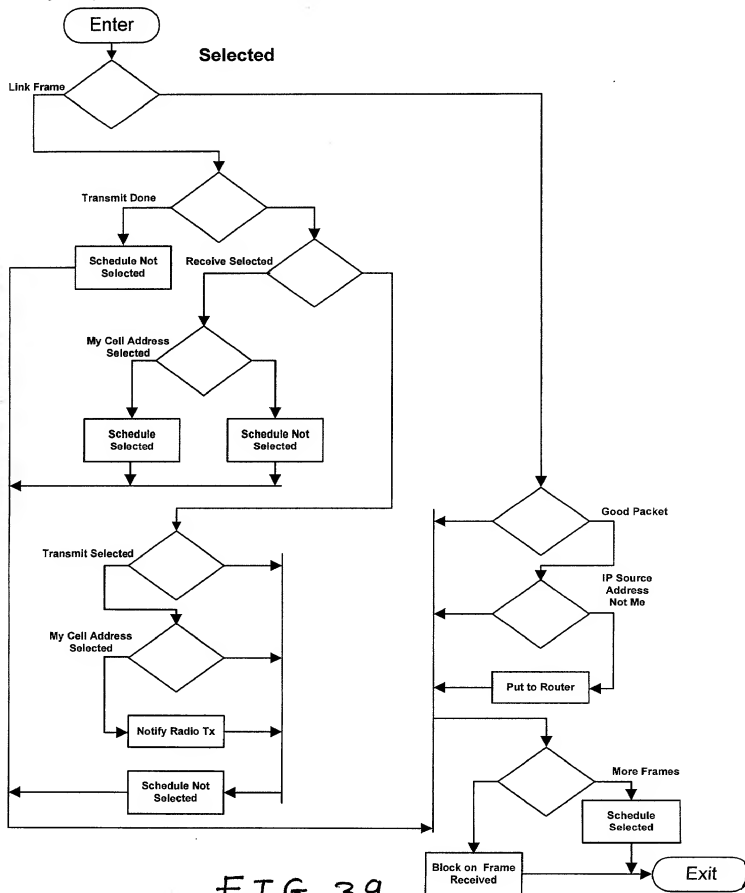 Enter
Selected
Link Frame
Transmit Done
Schedule Not
Selected
Receive Selected
My Cell Address
Selected
Schedule
Selected
Schedule Not
Selected
Good Packet
Transmit Selected
IP Source
Address
Not Me
My Cell Address
Selected
Put to Router
Notify Radio Tx
More Frames
Schedule Not
Selected
Schedule
Selected
Block on Frame
Received
Exit
FIG 39